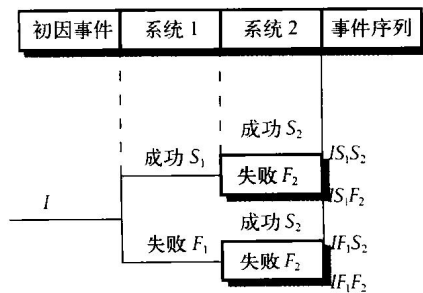 初因事件 系统 1 系统 2 事件序列
成功 S₂
成功 S₁
IS₁S₂
失败 F₂
IS₁F₂
I
成功 S₂
失败 F₁
IF₁S₂
失败 F₂
IF₁F₂